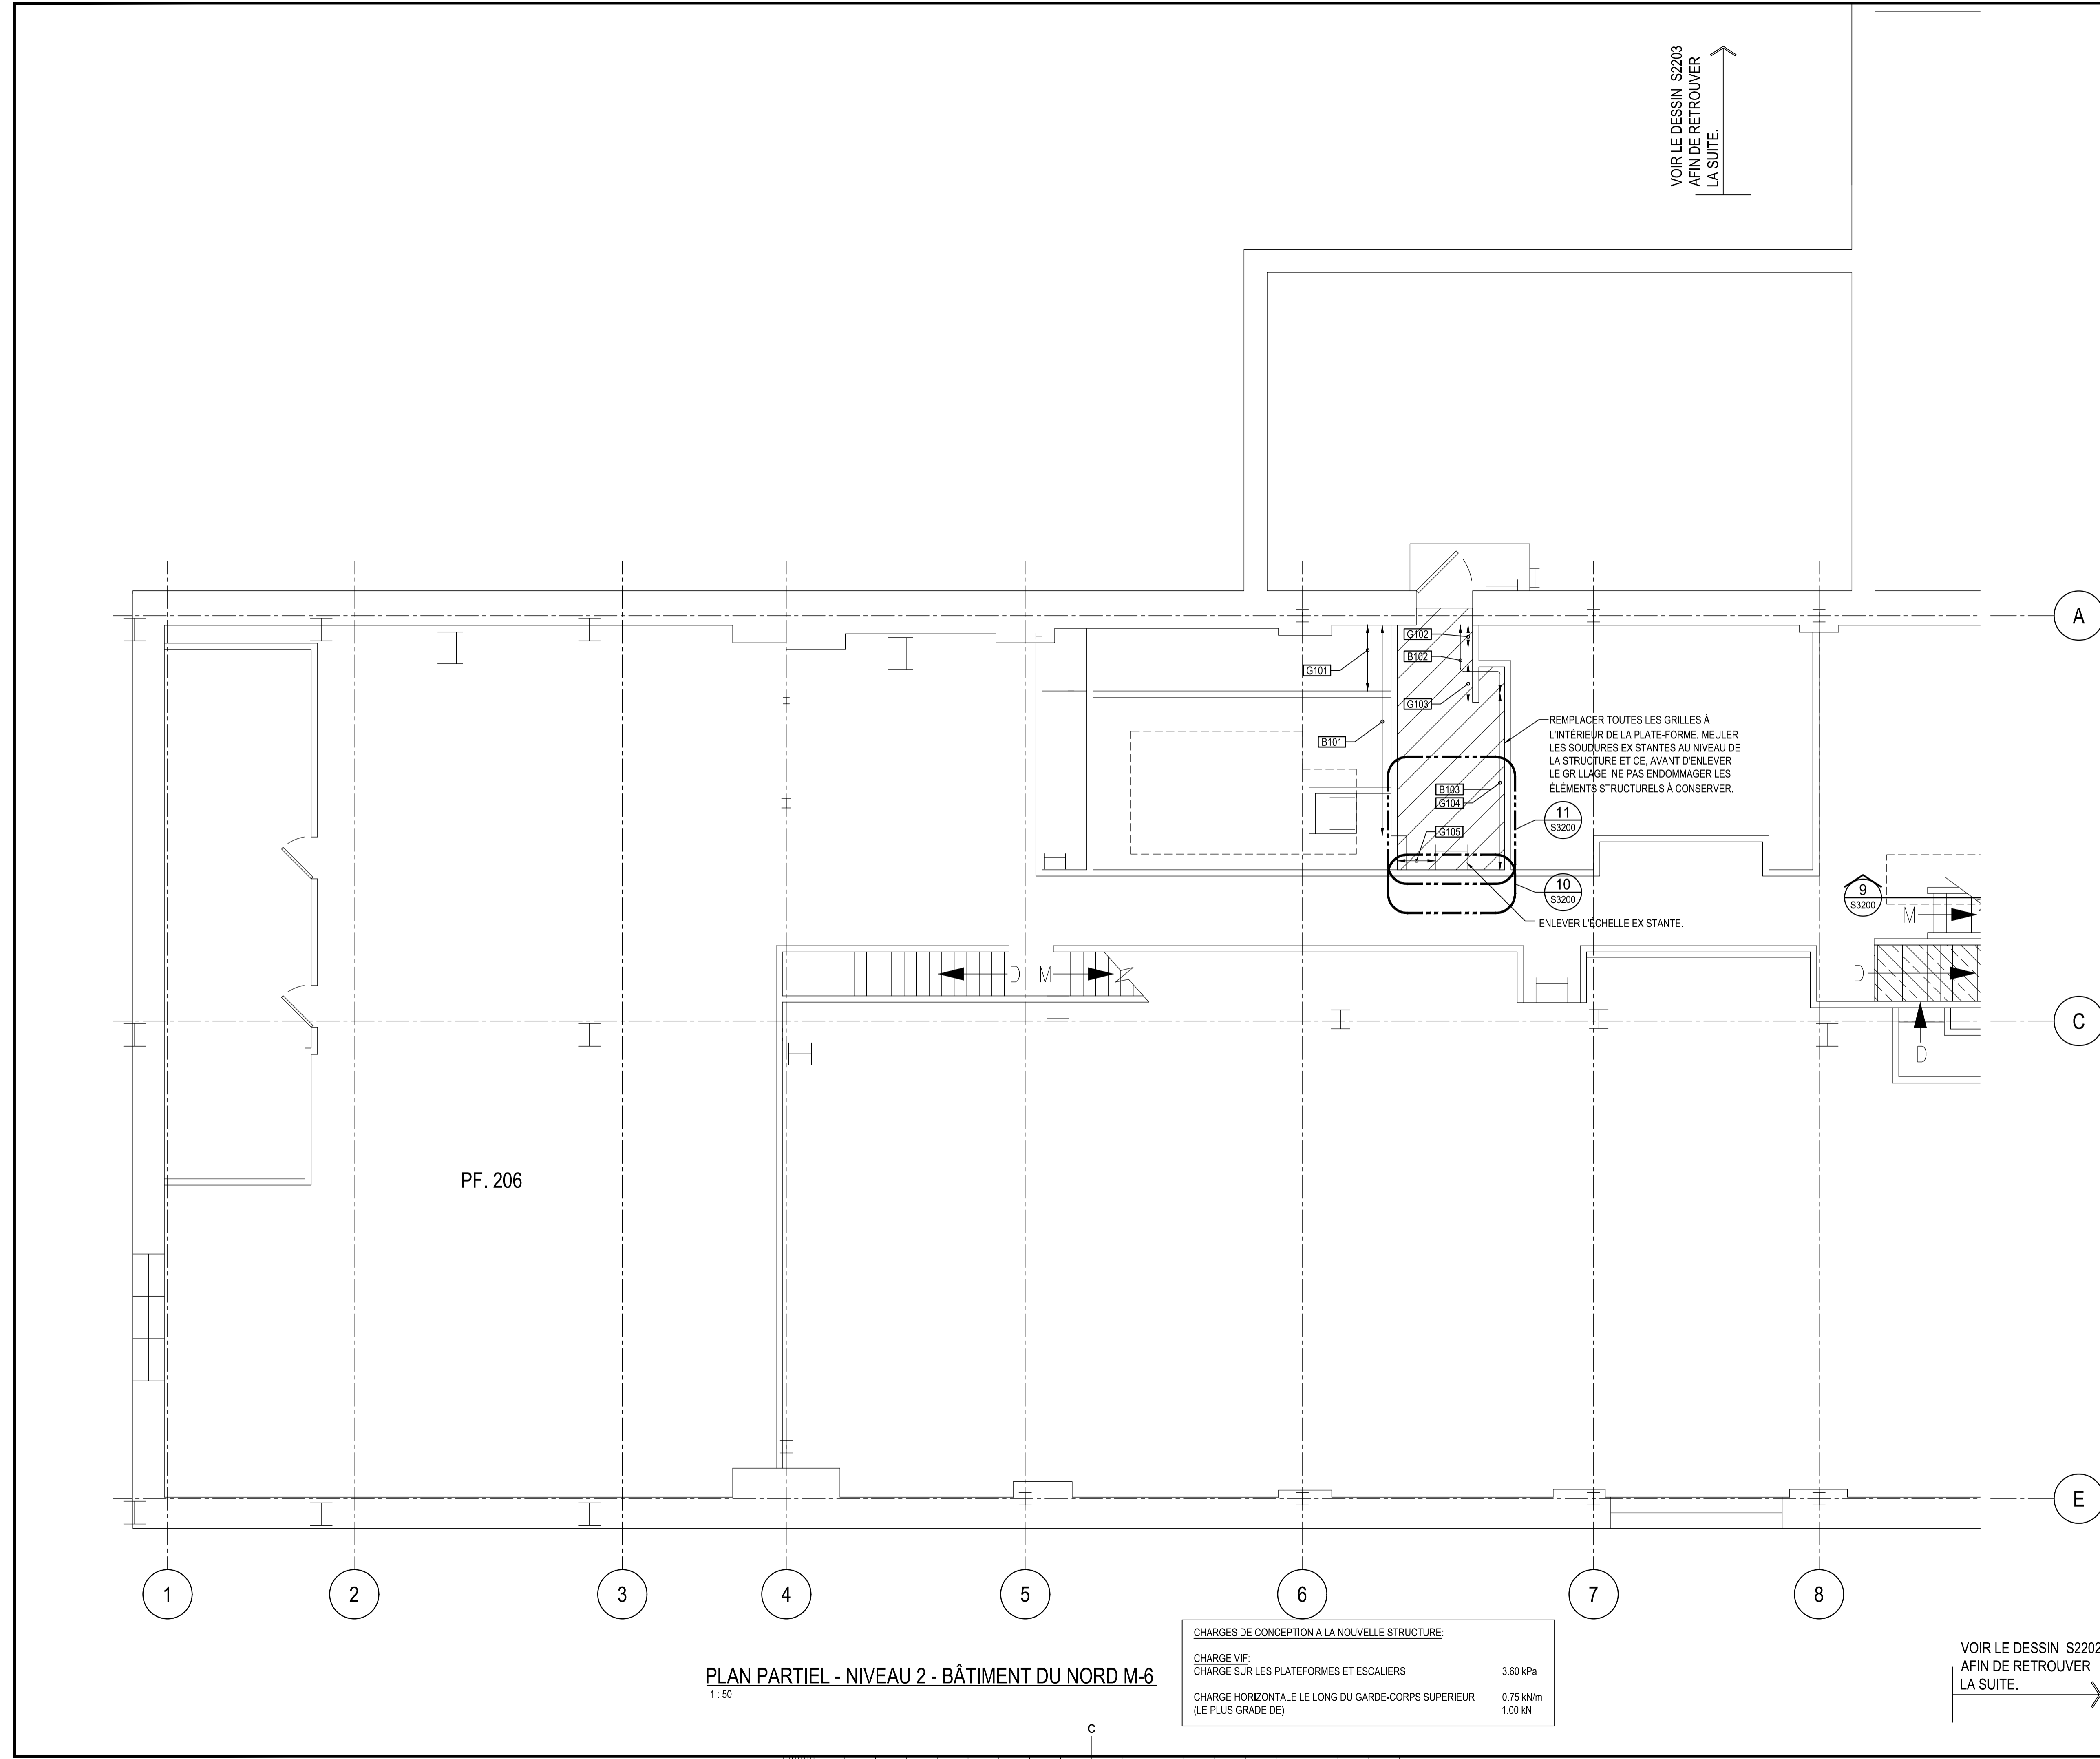 VOIR LE DESSIN S2203
AFIN DE RETROUVER
LA SUITE.
A
G102
B102
G101
G103
B101
REMPLACER TOUTES LES GRILLES À
L'INTÉRIEUR DE LA PLATE-FORME. MEULER
LES SOUDURES EXISTANTES AU NIVEAU DE
LA STRUCTURE ET CE, AVANT D'ENLEVER
LE GRILLAGE. NE PAS ENDOMMAGER LES
ÉLÉMENTS STRUCTURELS À CONSERVER.
B103
G104
G105
11
S3200
10
S3200
ENLEVER L'ÉCHELLE EXISTANTE.
9
S3200
M
D
M
D
D
C
PF. 206
E
1
2
3
4
5
6
7
8
PLAN PARTIEL - NIVEAU 2 - BÂTIMENT DU NORD M-6
1 : 50
CHARGES DE CONCEPTION A LA NOUVELLE STRUCTURE:
CHARGE VIF:
CHARGE SUR LES PLATEFORMES ET ESCALIERS 3.60 kPa
CHARGE HORIZONTALE LE LONG DU GARDE-CORPS SUPERIEUR 0.75 kN/m
(LE PLUS GRADE DE) 1.00 kN
VOIR LE DESSIN S2202
AFIN DE RETROUVER
LA SUITE.
c